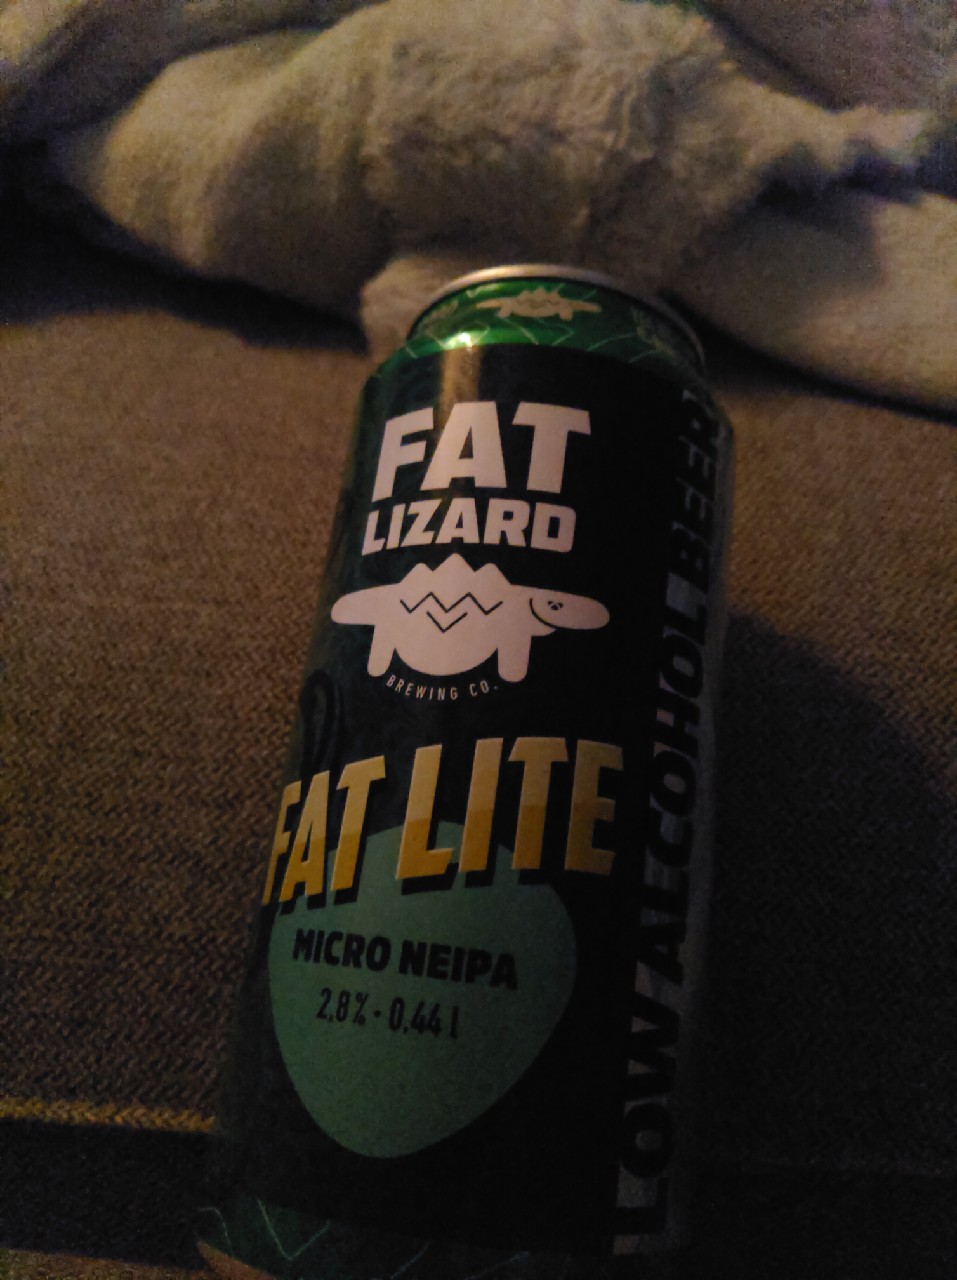 FAT
LIZARD
BREWING CO.
FAT LITE
MICRO NEIPA
2,8% • 0,44 l
LOW ALCOHOL BEER